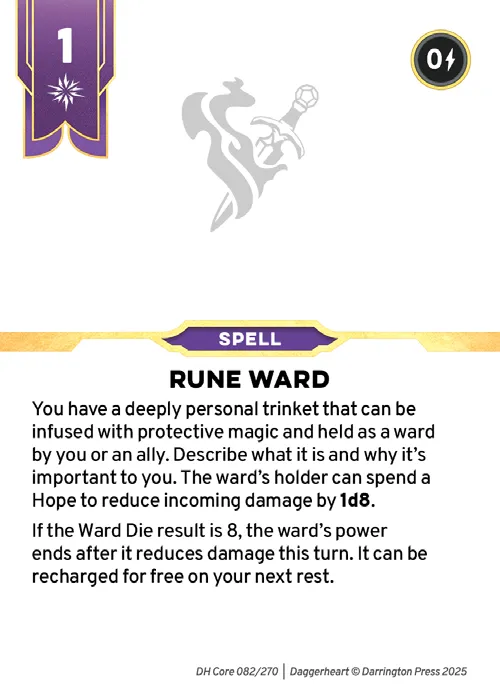 1
0
SPELL
RUNE WARD
You have a deeply personal trinket that can be
infused with protective magic and held as a ward
by you or an ally. Describe what it is and why it’s
important to you. The ward’s holder can spend a
Hope to reduce incoming damage by 1d8.
If the Ward Die result is 8, the ward’s power
ends after it reduces damage this turn. It can be
recharged for free on your next rest.
DH Core 082/270 | Daggerheart © Darrington Press 2025